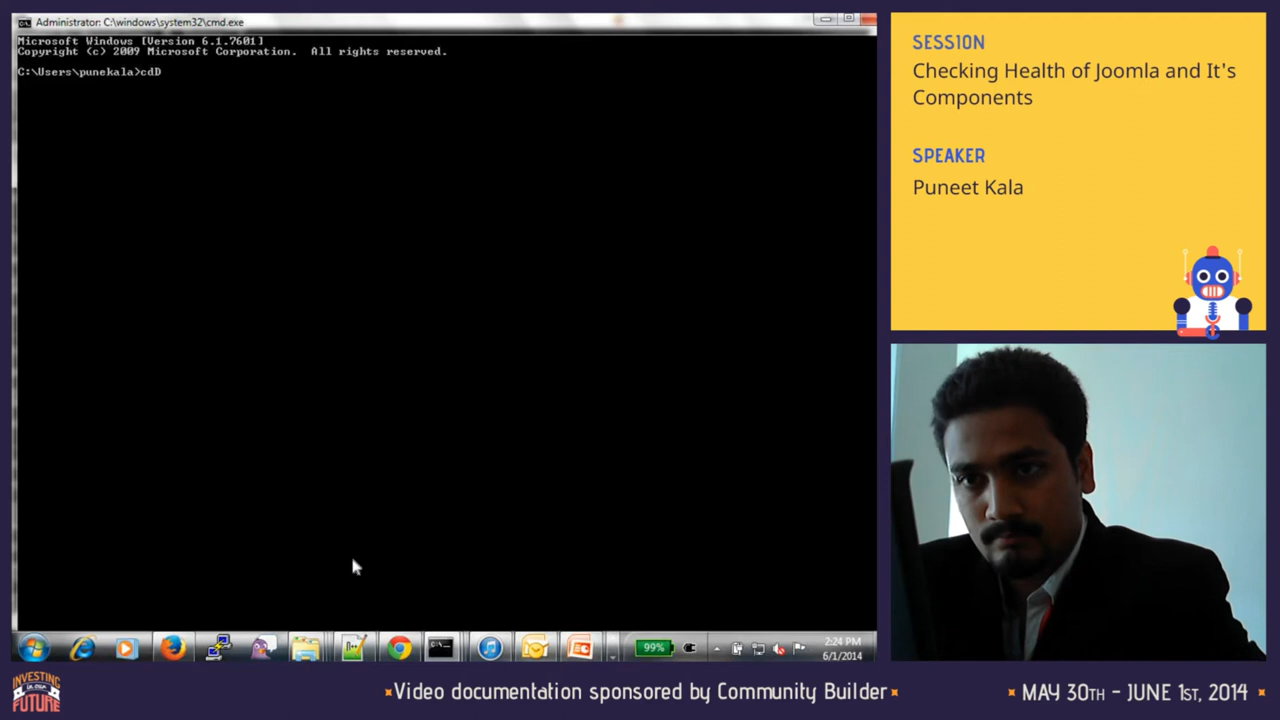 Administrator: C:\windows\system32\cmd.exe
Microsoft Windows [Version 6.1.7601]
Copyright (c) 2009 Microsoft Corporation. All rights reserved.
C:\Users\punekala>cdD
99%
2:24 PM
6/1/2014
SESSION
Checking Health of Joomla and It's
Components
SPEAKER
Puneet Kala
INVESTING
IN OUR
FUTURE
Video documentation sponsored by Community Builder
MAY 30TH - JUNE 1ST, 2014